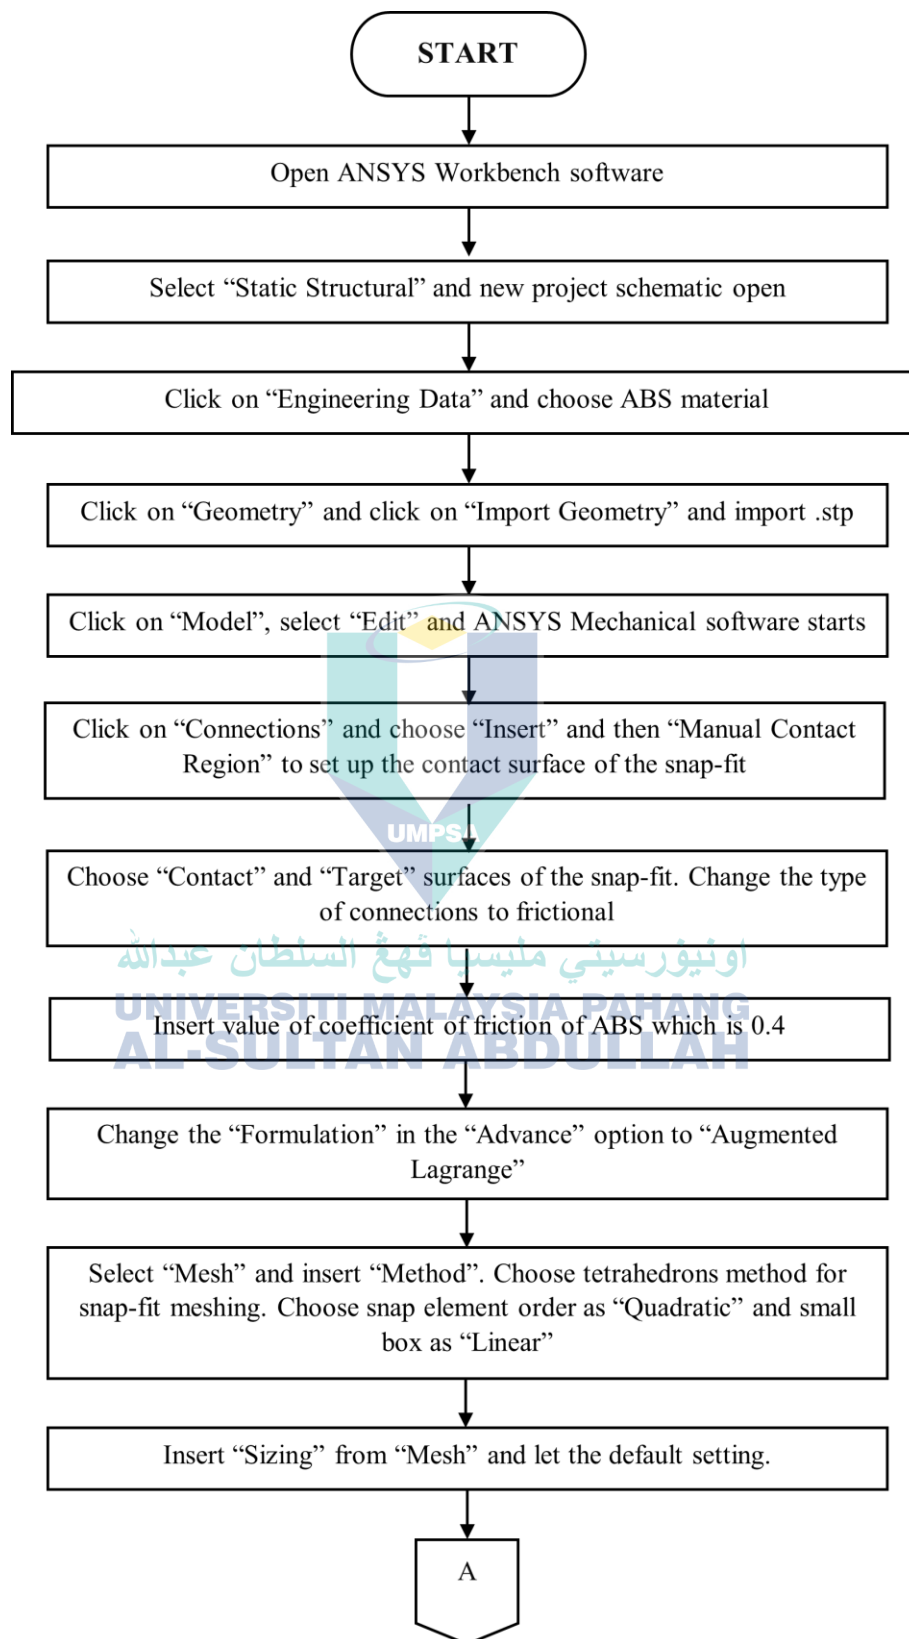 START
Open ANSYS Workbench software
Select “Static Structural” and new project schematic open
Click on “Engineering Data” and choose ABS material
Click on “Geometry” and click on “Import Geometry” and import .stp
Click on “Model”, select “Edit” and ANSYS Mechanical software starts
Click on “Connections” and choose “Insert” and then “Manual Contact
Region” to set up the contact surface of the snap-fit
UMPSA
Choose “Contact” and “Target” surfaces of the snap-fit. Change the type
of connections to frictional
اونيۏرسيتي مليسيا ڤهڠ السلطان عبدالله
UNIVERSITI MALAYSIA PAHANG
Insert value of coefficient of friction of ABS which is 0.4
AL-SULTAN ABDULLAH
Change the “Formulation” in the “Advance” option to “Augmented
Lagrange”
Select “Mesh” and insert “Method”. Choose tetrahedrons method for
snap-fit meshing. Choose snap element order as “Quadratic” and small
box as “Linear”
Insert “Sizing” from “Mesh” and let the default setting.
A